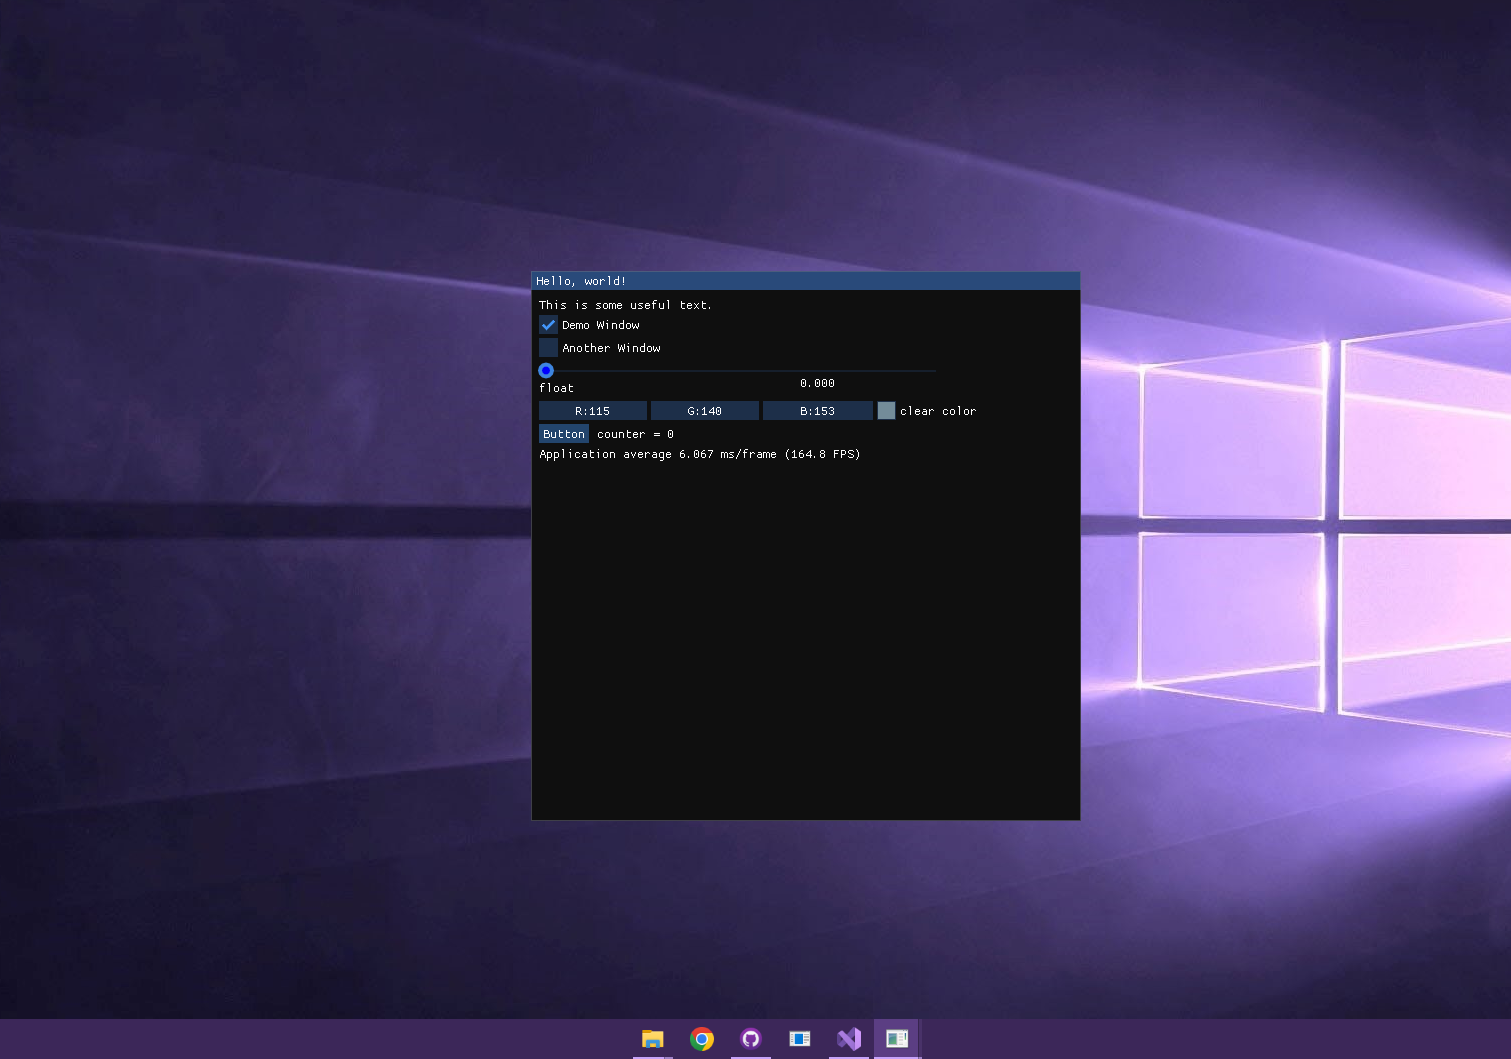 Hello, world!
This is some useful text.
Demo Window
Another Window
0.000
float
R:115 G:140 B:153 clear color
Button counter = 0
Application average 6.067 ms/frame (164.8 FPS)